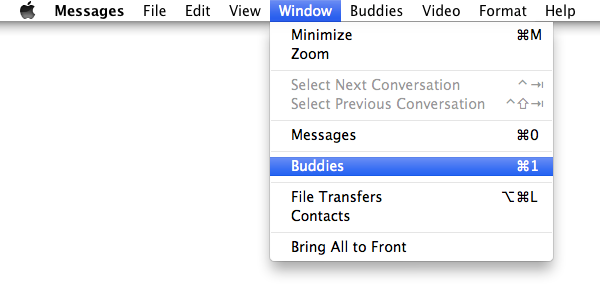 Messages File Edit View Window Buddies Video Format Help
Minimize ⌘M
Zoom
Select Next Conversation ⌃⇥
Select Previous Conversation ⌃⇧⇥
Messages ⌘0
Buddies ⌘1
File Transfers ⌥⌘L
Contacts
Bring All to Front